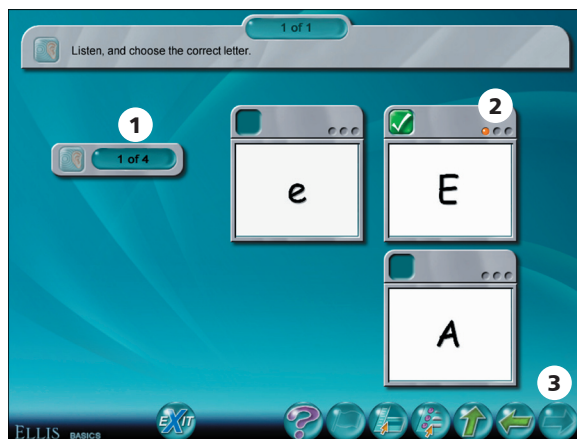 1 of 1
Listen, and choose the correct letter.
1
2
1 of 4
e
E
A
3
EXIT
?
ELLIS BASICS